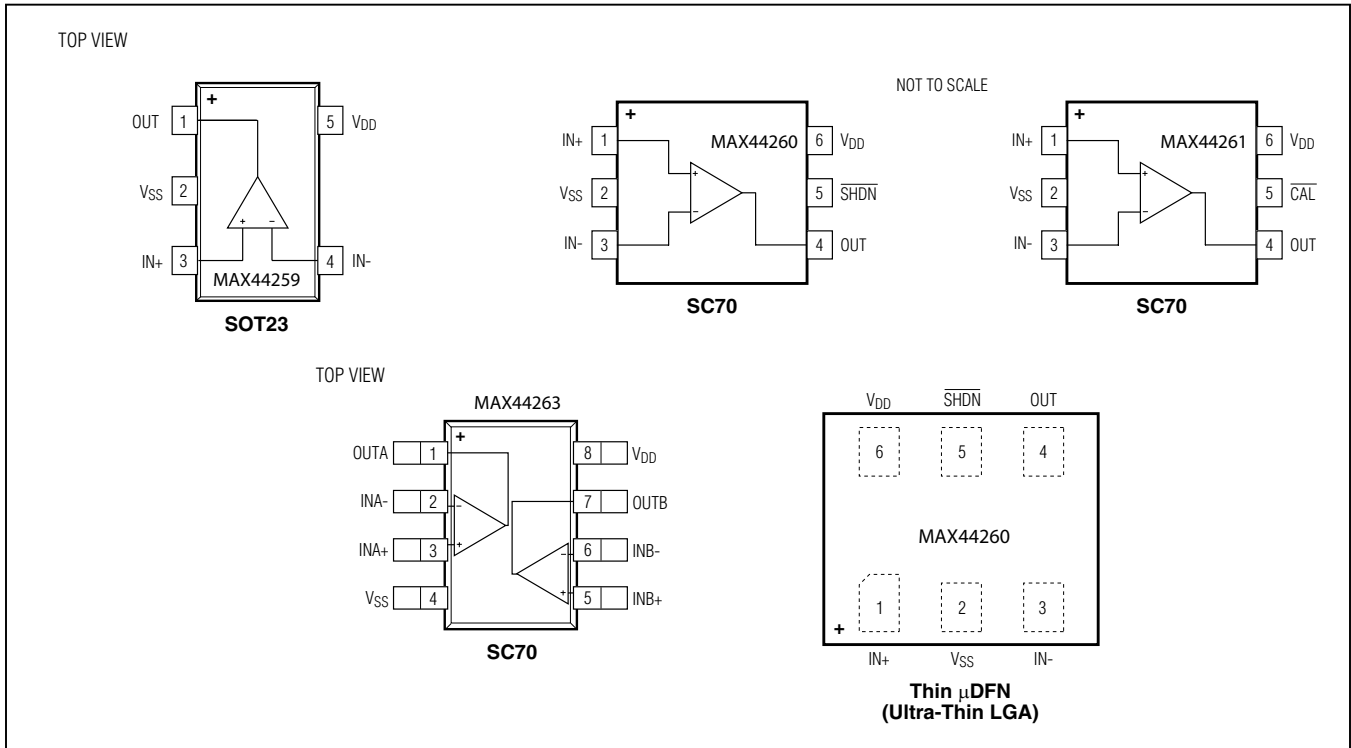 TOP VIEW
NOT TO SCALE
+
OUT 1
5 VDD
VSS 2
+ −
IN+ 3
4 IN-
MAX44259
SOT23
+
IN+ 1
MAX44260
6 VDD
+
VSS 2
5 SHDN
−
IN- 3
4 OUT
SC70
+
IN+ 1
MAX44261
6 VDD
+
VSS 2
5 CAL
−
IN- 3
4 OUT
SC70
TOP VIEW
MAX44263
+
OUTA 1
8 VDD
INA- 2
−
7 OUTB
INA+ 3
+
−
6 INB-
VSS 4
+
5 INB+
SC70
VDD SHDN OUT
6 5 4
MAX44260
1 2 3
+
IN+ VSS IN-
Thin µDFN
(Ultra-Thin LGA)